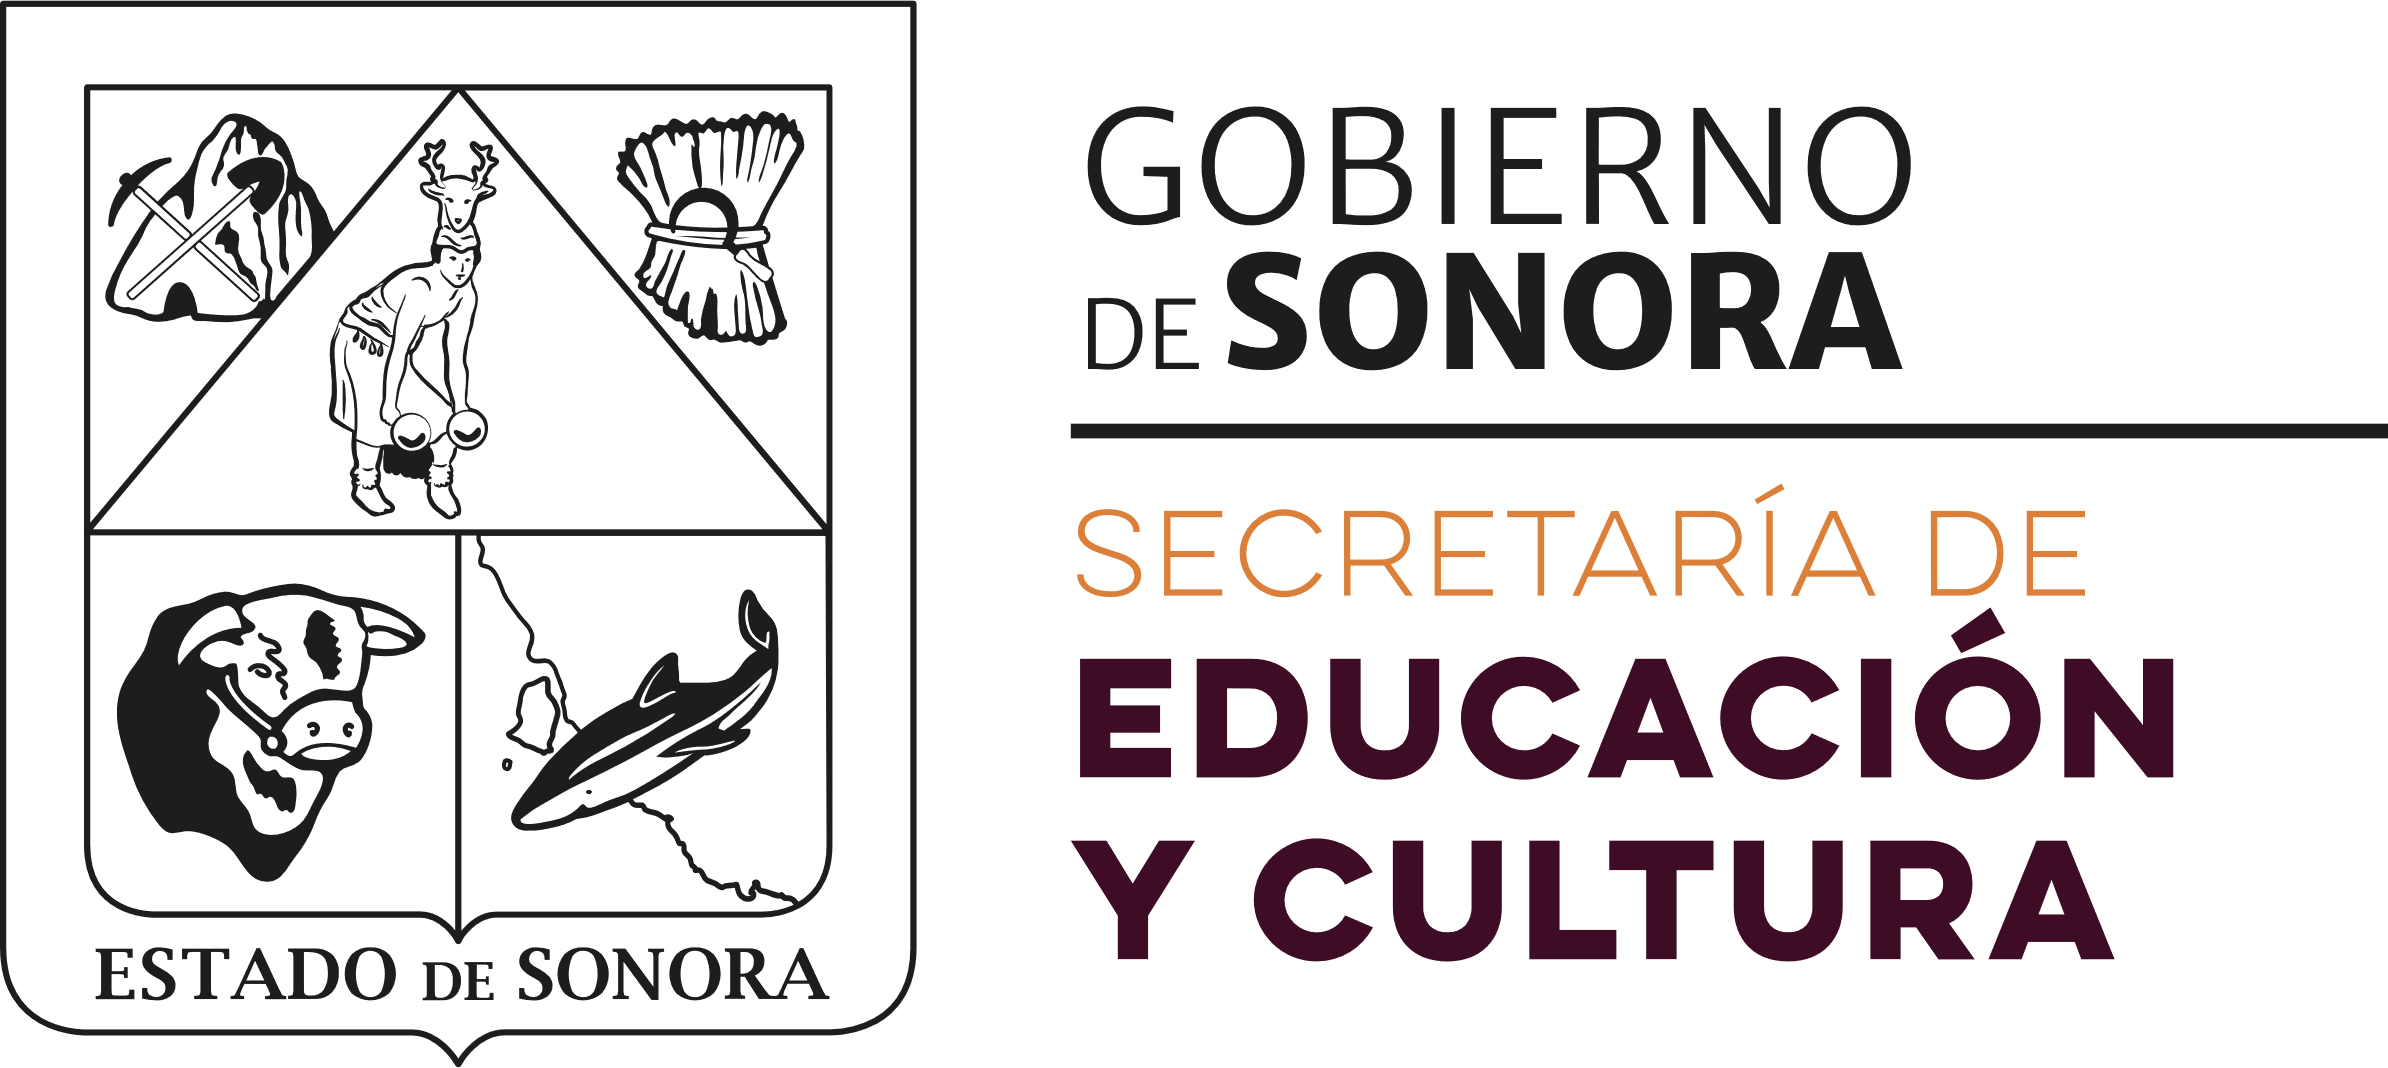 ESTADO DE SONORA
GOBIERNO
DE SONORA
SECRETARÍA DE
EDUCACIÓN
Y CULTURA